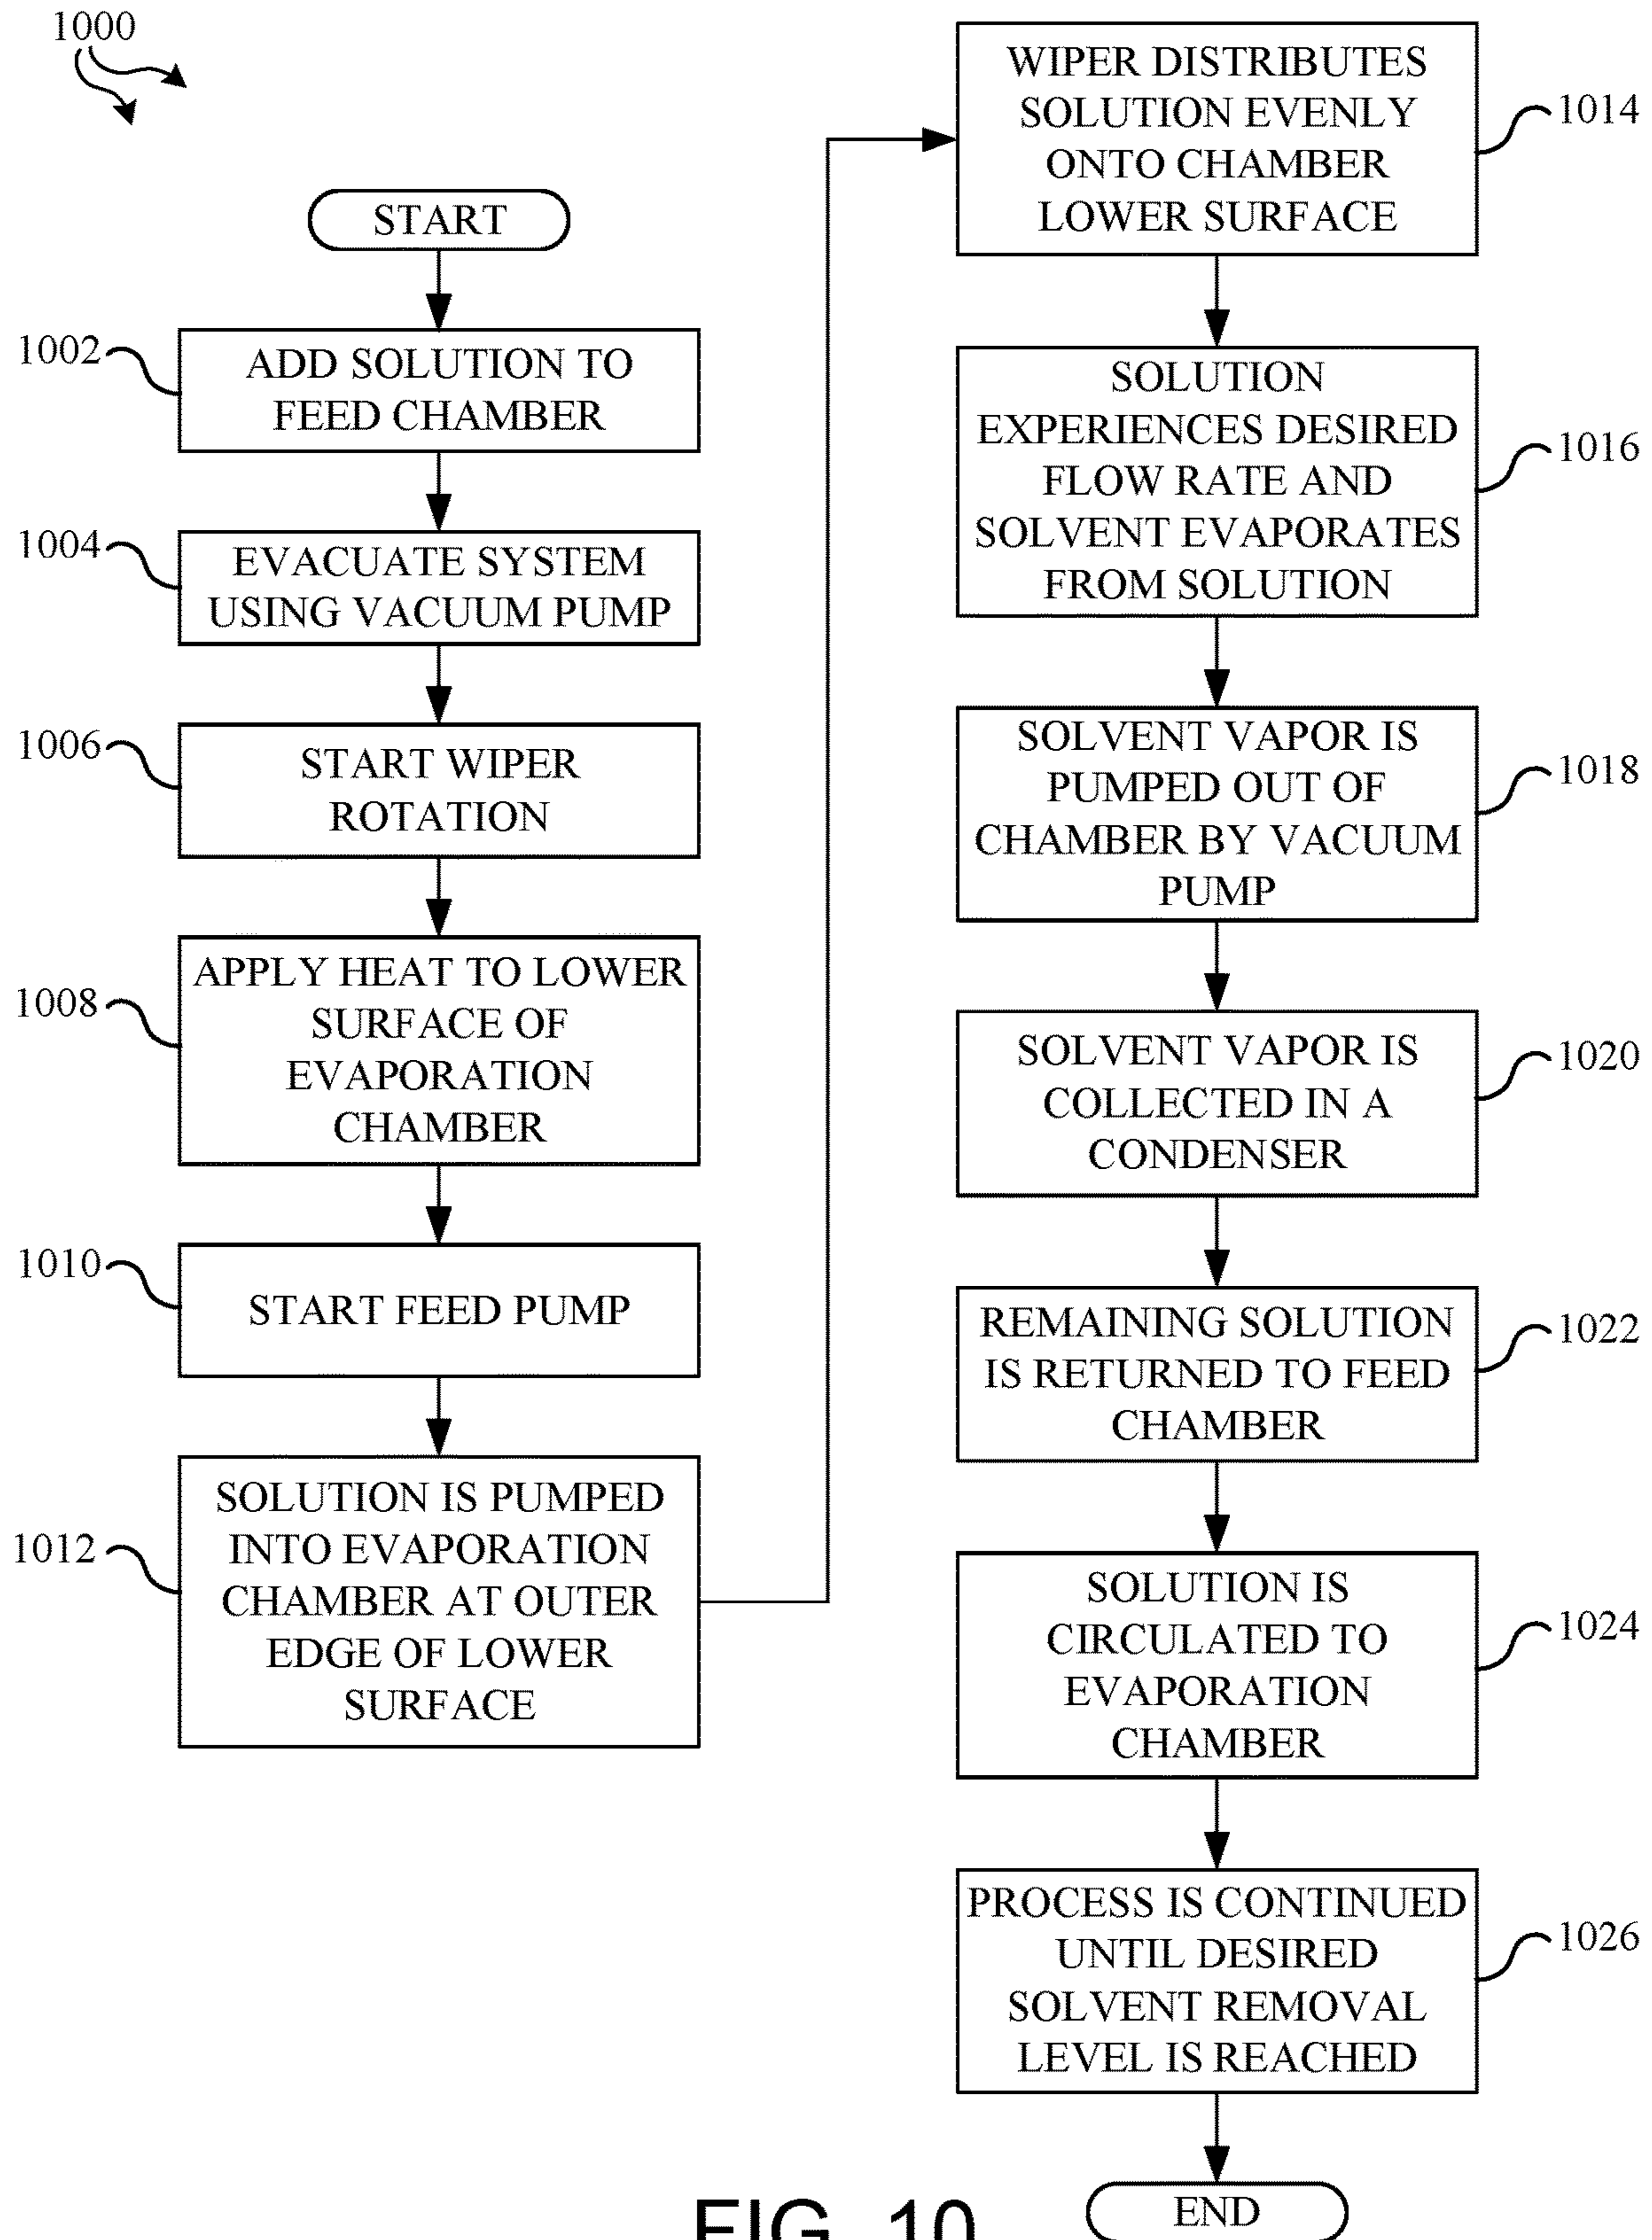 1000
START
1002
ADD SOLUTION TO
FEED CHAMBER
1004
EVACUATE SYSTEM
USING VACUUM PUMP
1006
START WIPER
ROTATION
1008
APPLY HEAT TO LOWER
SURFACE OF
EVAPORATION
CHAMBER
1010
START FEED PUMP
1012
SOLUTION IS PUMPED
INTO EVAPORATION
CHAMBER AT OUTER
EDGE OF LOWER
SURFACE
WIPER DISTRIBUTES
SOLUTION EVENLY
ONTO CHAMBER
LOWER SURFACE
1014
SOLUTION
EXPERIENCES DESIRED
FLOW RATE AND
SOLVENT EVAPORATES
FROM SOLUTION
1016
SOLVENT VAPOR IS
PUMPED OUT OF
CHAMBER BY VACUUM
PUMP
1018
SOLVENT VAPOR IS
COLLECTED IN A
CONDENSER
1020
REMAINING SOLUTION
IS RETURNED TO FEED
CHAMBER
1022
SOLUTION IS
CIRCULATED TO
EVAPORATION
CHAMBER
1024
PROCESS IS CONTINUED
UNTIL DESIRED
SOLVENT REMOVAL
LEVEL IS REACHED
1026
END
FIG. 10